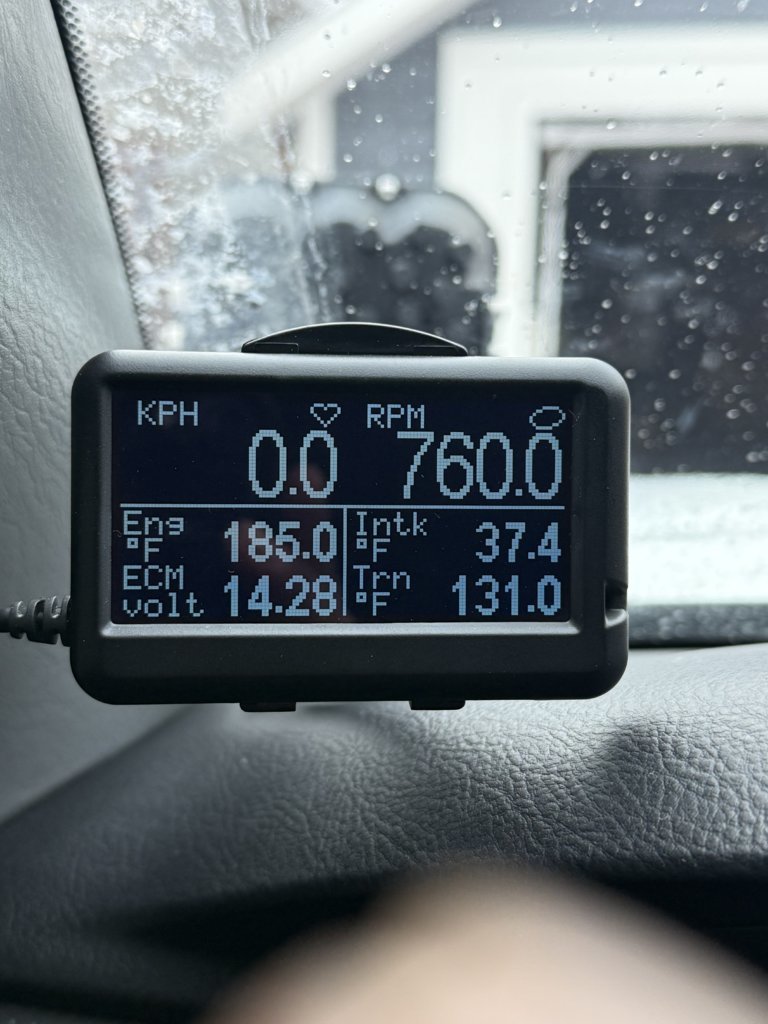 KPH RPM
0.0 760.0
Eng °F 185.0 Intk °F 37.4
ECM volt 14.28 Trn °F 131.0